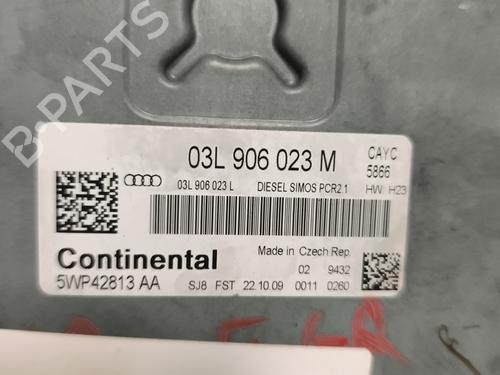 B-PARTS
03L 906 023 M
CAYC
5866
03L 906 023 L DIESEL SIMOS PCR2.1 HW: H23
Continental
Made in Czech Rep.
02 9432
5WP42813 AA SJ8 FST 22.10.09 0011 0260